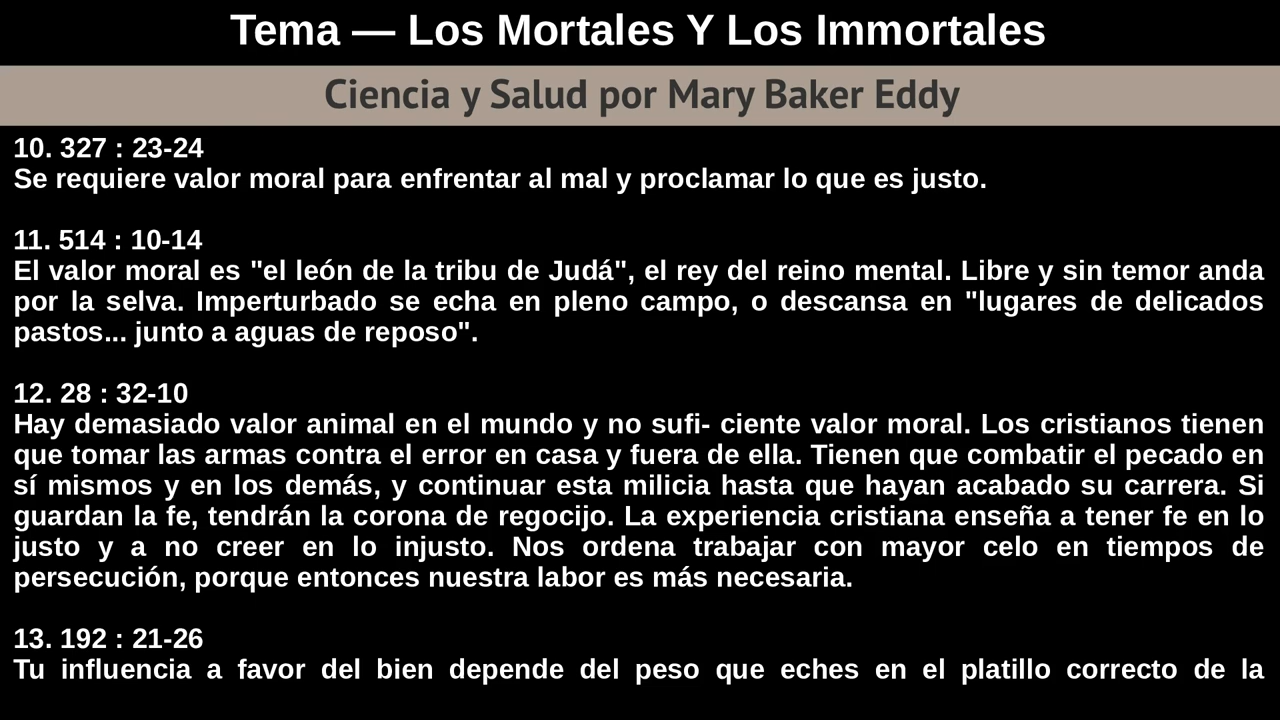 Tema — Los Mortales Y Los Immortales
Ciencia y Salud por Mary Baker Eddy
10. 327 : 23-24
Se requiere valor moral para enfrentar al mal y proclamar lo que es justo.
11. 514 : 10-14
El valor moral es "el león de la tribu de Judá", el rey del reino mental. Libre y sin temor anda
por la selva. Imperturbado se echa en pleno campo, o descansa en "lugares de delicados
pastos... junto a aguas de reposo".
12. 28 : 32-10
Hay demasiado valor animal en el mundo y no sufi- ciente valor moral. Los cristianos tienen
que tomar las armas contra el error en casa y fuera de ella. Tienen que combatir el pecado en
sí mismos y en los demás, y continuar esta milicia hasta que hayan acabado su carrera. Si
guardan la fe, tendrán la corona de regocijo. La experiencia cristiana enseña a tener fe en lo
justo y a no creer en lo injusto. Nos ordena trabajar con mayor celo en tiempos de
persecución, porque entonces nuestra labor es más necesaria.
13. 192 : 21-26
Tu influencia a favor del bien depende del peso que eches en el platillo correcto de la